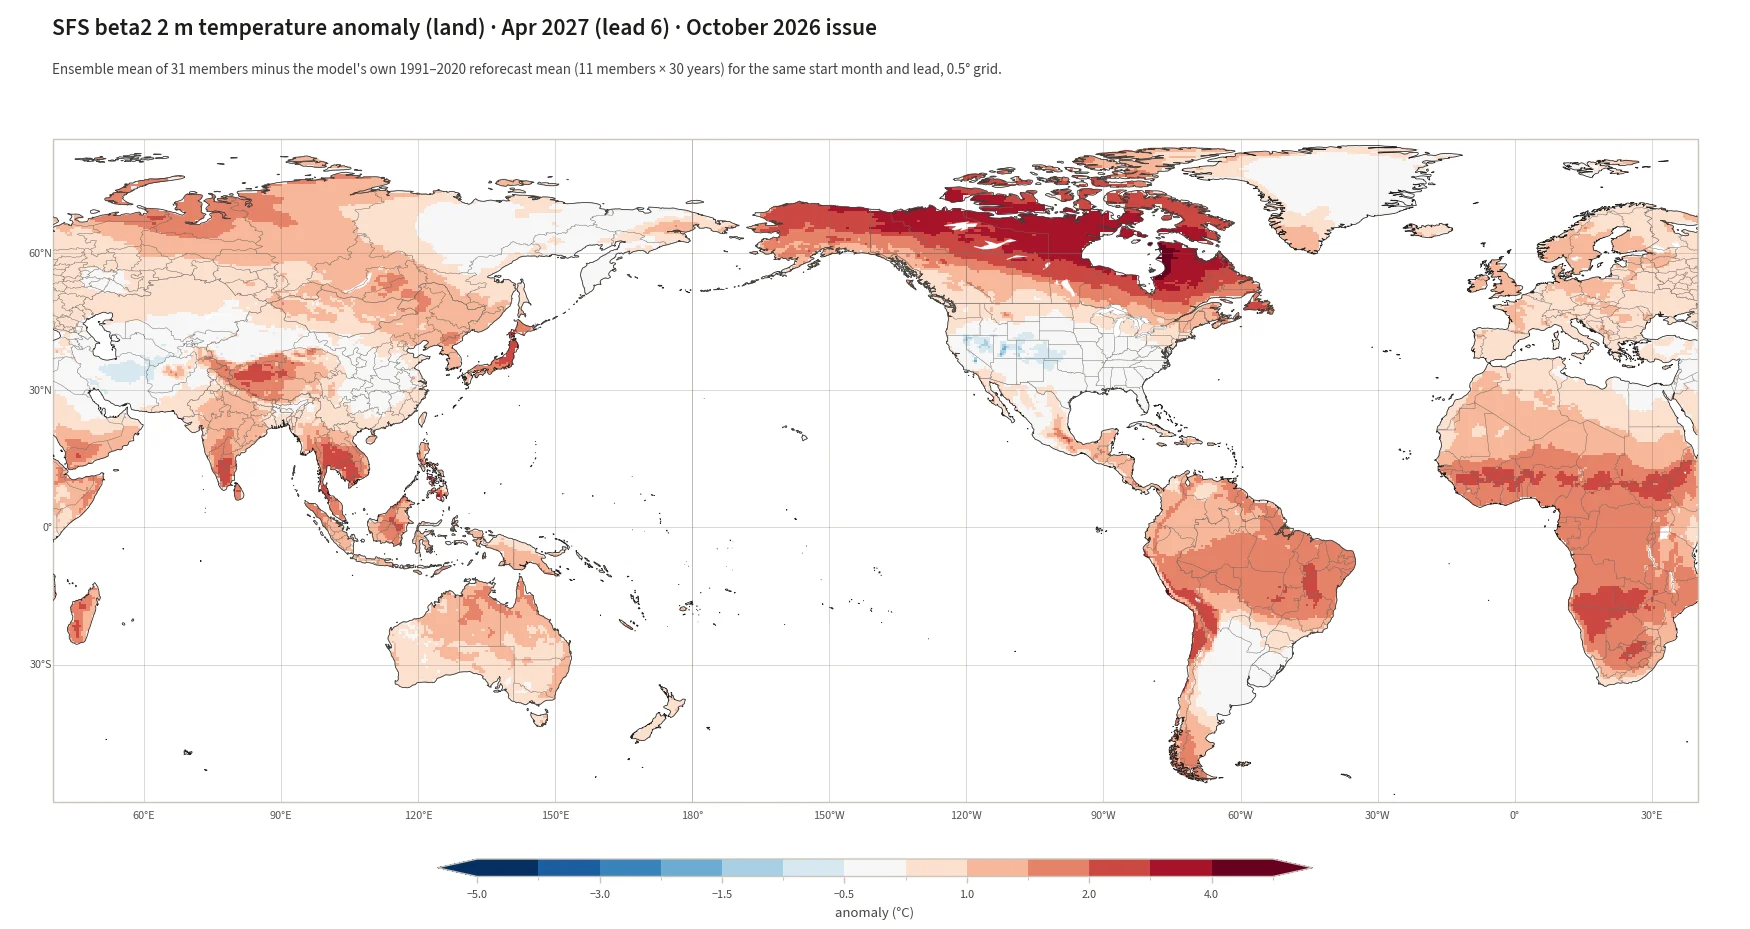 SFS beta2 2 m temperature anomaly (land) · Apr 2027 (lead 6) · October 2026 issue
Ensemble mean of 31 members minus the model's own 1991–2020 reforecast mean (11 members × 30 years) for the same start month and lead, 0.5° grid.
60°N
30°N
0°
30°S
60°E 90°E 120°E 150°E 180° 150°W 120°W 90°W 60°W 30°W 0° 30°E
−5.0 −3.0 −1.5 −0.5 1.0 2.0 4.0
anomaly (°C)